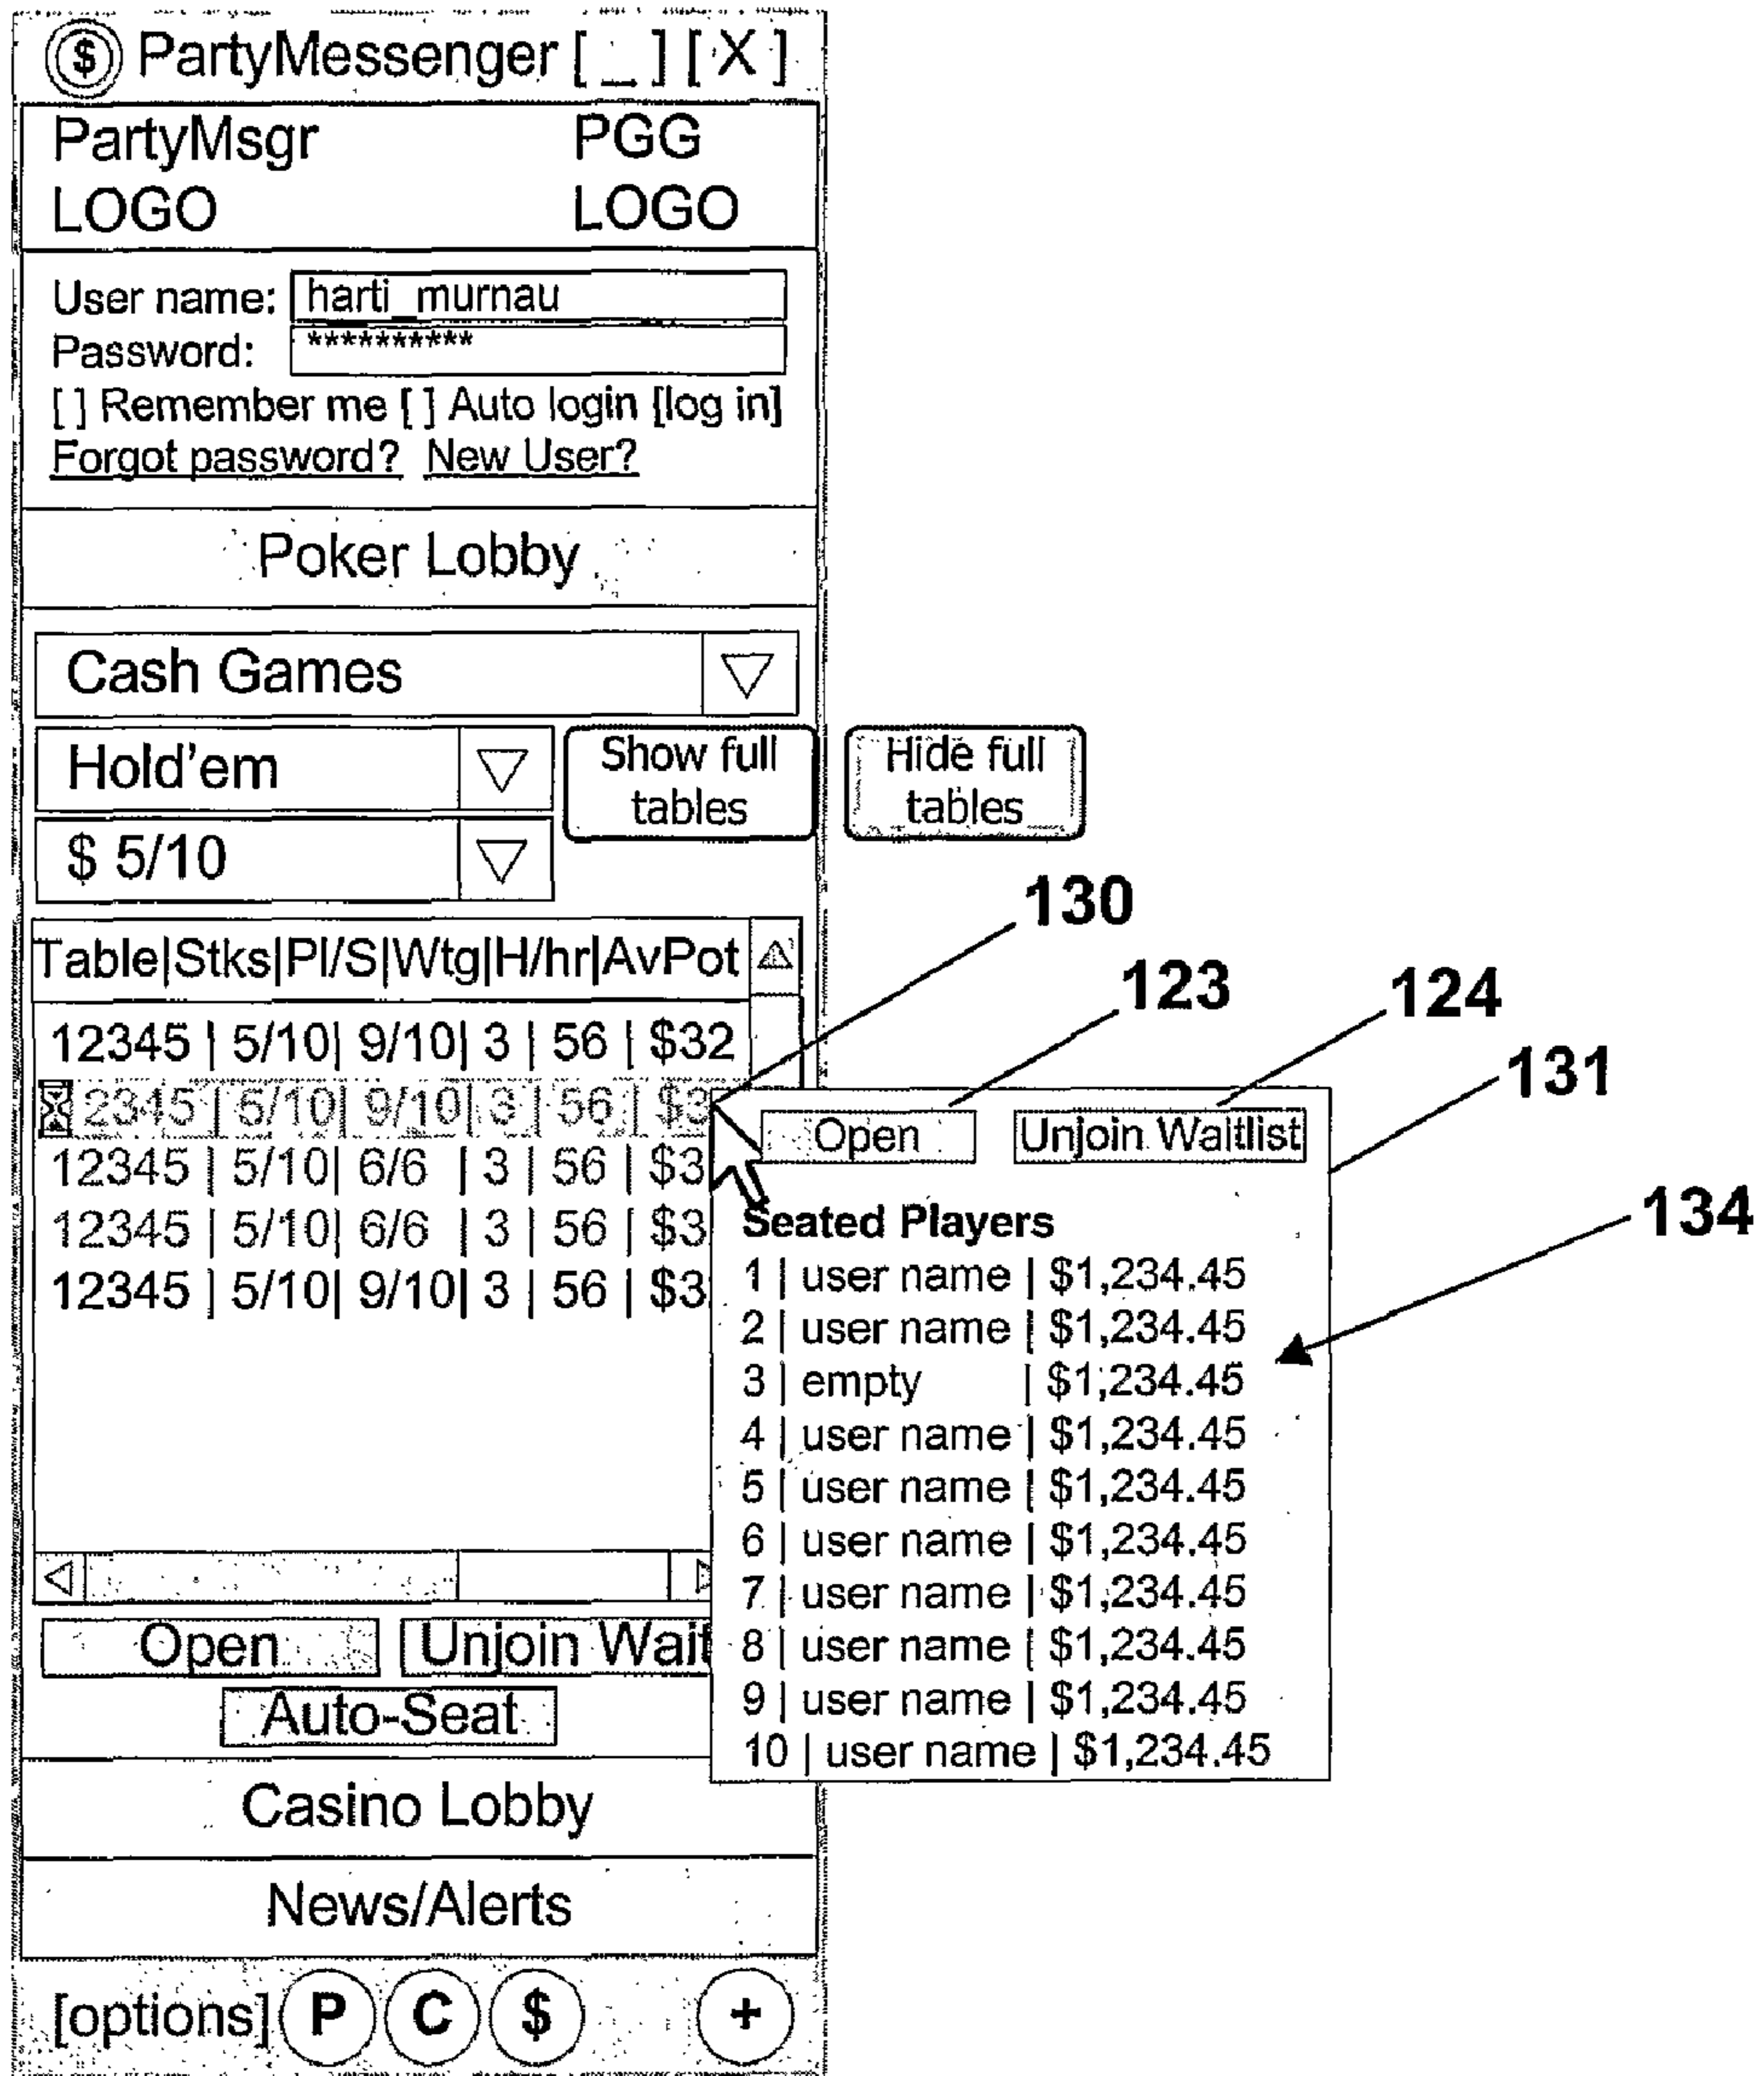 $ PartyMessenger [ _ ] [ X ]
PartyMsgr PGG
LOGO LOGO
User name: harti_murnau
Password: **********
[ ] Remember me [ ] Auto login [log in]
Forgot password? New User?
Poker Lobby
Cash Games
Hold'em
Show full
tables
Hide full
tables
$ 5/10
130
123
124
131
134
Table|Stks|Pl/S|Wtg|H/hr|AvPot
12345 | 5/10| 9/10| 3 | 56 | $32
2345 | 5/10| 9/10| 3 | 56 | $3
12345 | 5/10| 6/6 | 3 | 56 | $3
12345 | 5/10| 6/6 | 3 | 56 | $3
12345 | 5/10| 9/10| 3 | 56 | $3
Open Unjoin Waitlist
Seated Players
1 | user name | $1,234.45
2 | user name | $1,234.45
3 | empty | $1,234.45
4 | user name | $1,234.45
5 | user name | $1,234.45
6 | user name | $1,234.45
7 | user name | $1,234.45
8 | user name | $1,234.45
9 | user name | $1,234.45
10 | user name | $1,234.45
Open Unjoin Wait
Auto-Seat
Casino Lobby
News/Alerts
[options] P C $ +